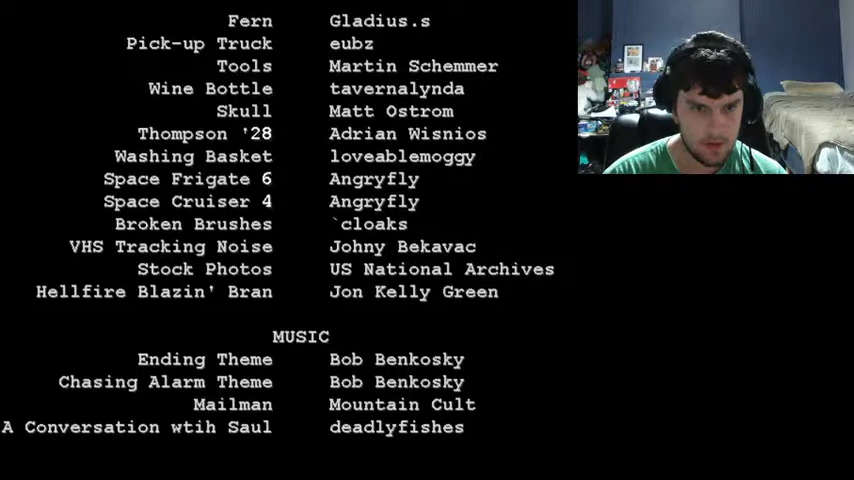 Fern Gladius.s
Pick-up Truck eubz
Tools Martin Schemmer
Wine Bottle tavernalynda
Skull Matt Ostrom
Thompson '28 Adrian Wisnios
Washing Basket loveablemoggy
Space Frigate 6 Angryfly
Space Cruiser 4 Angryfly
Broken Brushes `cloaks
VHS Tracking Noise Johny Bekavac
Stock Photos US National Archives
Hellfire Blazin' Bran Jon Kelly Green
MUSIC
Ending Theme Bob Benkosky
Chasing Alarm Theme Bob Benkosky
Mailman Mountain Cult
A Conversation wtih Saul deadlyfishes